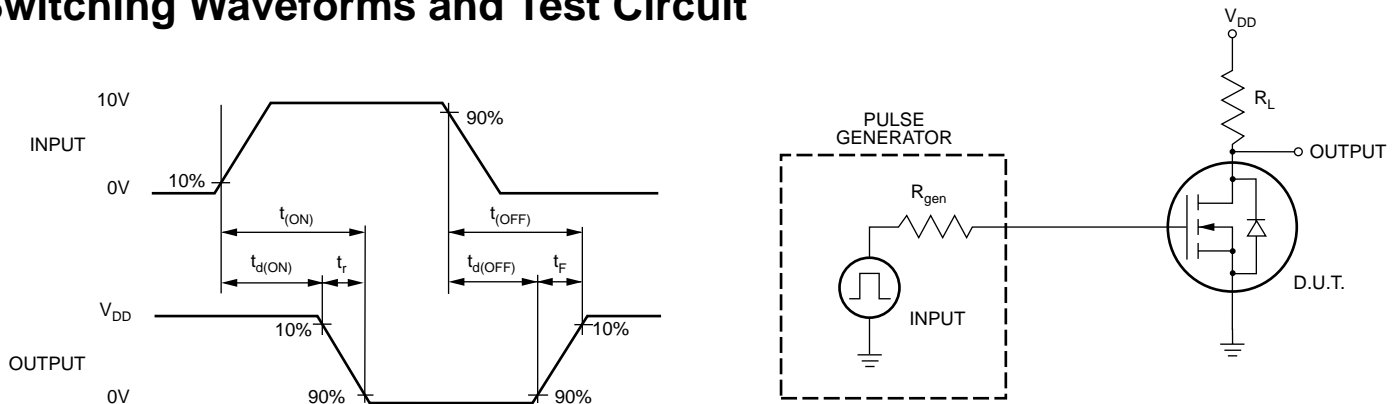 Switching Waveforms and Test Circuit
10V
INPUT
0V
10%
90%
t(ON)
t(OFF)
td(ON)
tr
td(OFF)
tF
VDD
OUTPUT
0V
10%
90%
10%
90%
PULSE
GENERATOR
Rgen
INPUT
VDD
RL
OUTPUT
D.U.T.